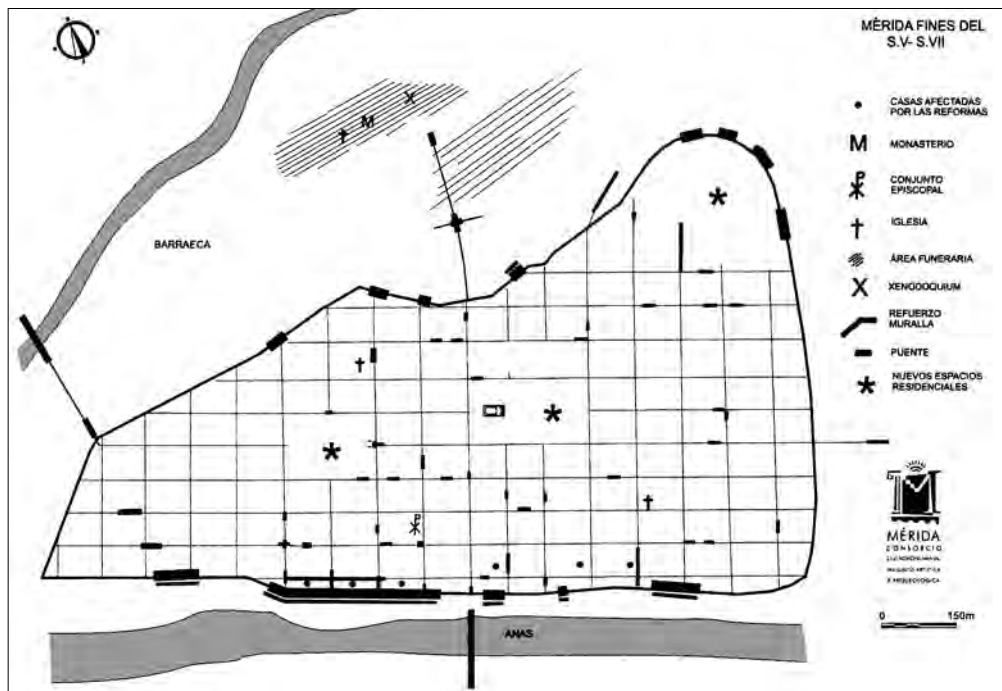 MÉRIDA FINES DEL
S.V- S.VII
CASAS AFECTADAS
POR LAS REFORMAS
M
MONASTERIO
CONJUNTO
EPISCOPAL
IGLESIA
ÁREA FUNERARIA
X
XENODOQUIUM
REFUERZO
MURALLA
PUENTE
NUEVOS ESPACIOS
RESIDENCIALES
X
M
BARRAECA
ANAS
MÉRIDA
CONSORCIO
0 150m